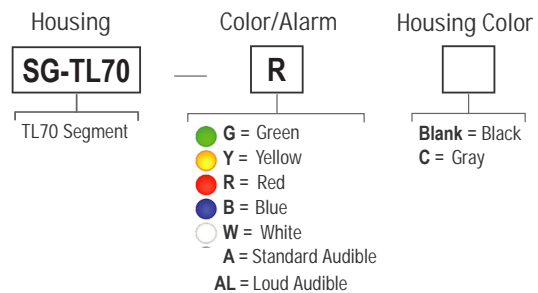 Housing Color/Alarm Housing Color
SG-TL70 — R
TL70 Segment
G = Green
Y = Yellow
R = Red
B = Blue
W = White
A = Standard Audible
AL = Loud Audible
Blank = Black
C = Gray